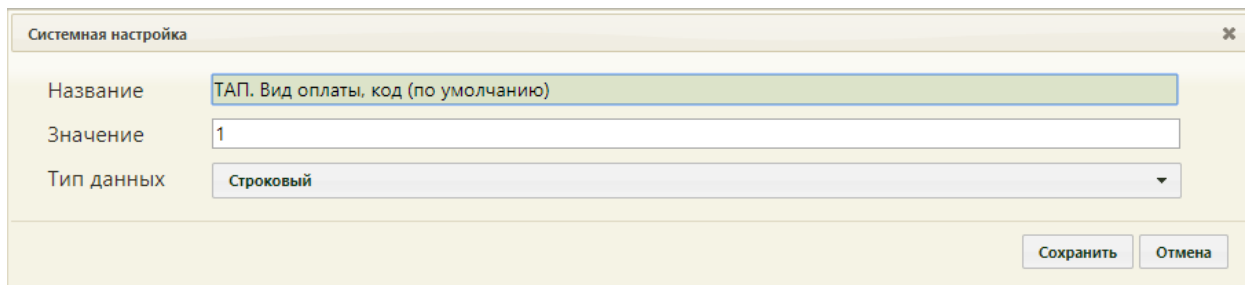 Системная настройка
Название ТАП. Вид оплаты, код (по умолчанию)
Значение 1
Тип данных Строковый
Сохранить Отмена